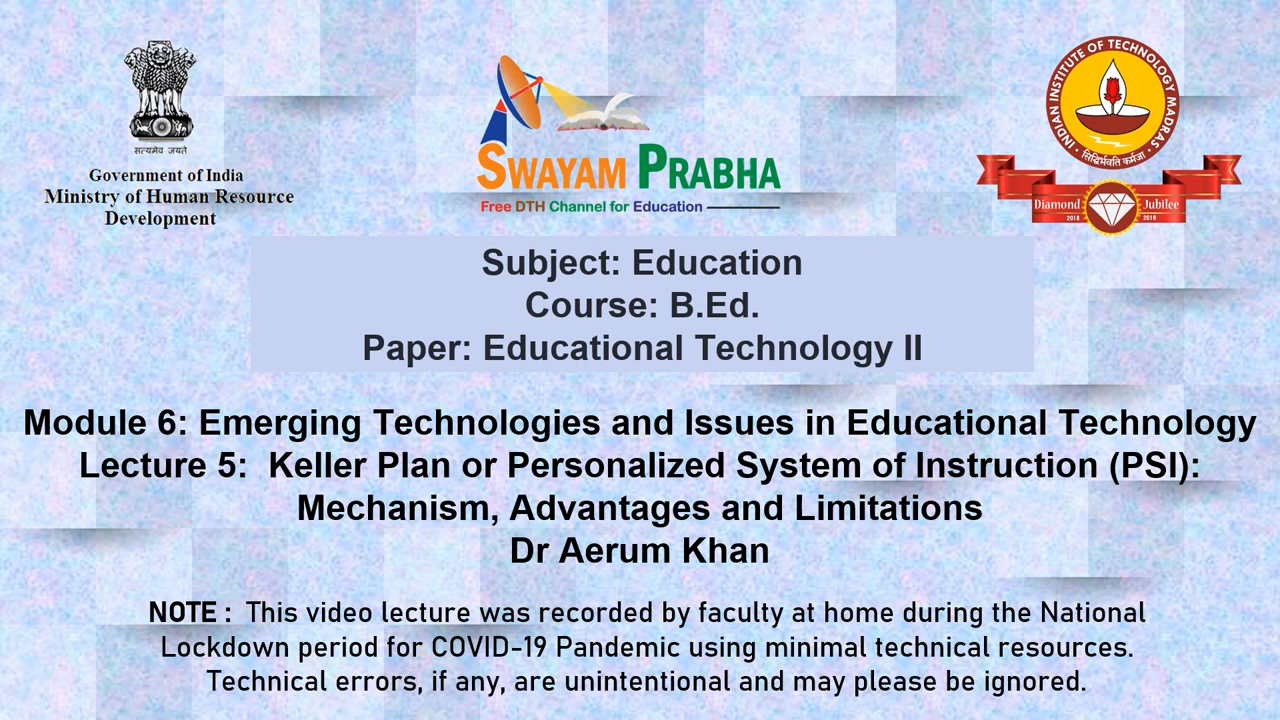 सत्यमेव जयते
Government of India
Ministry of Human Resource
Development
SWAYAM PRABHA
Free DTH Channel for Education
INDIAN INSTITUTE OF TECHNOLOGY MADRAS
सिद्धिर्भवति कर्मजा
Diamond Jubilee
2018 2019
Subject: Education
Course: B.Ed.
Paper: Educational Technology II
Module 6: Emerging Technologies and Issues in Educational Technology
Lecture 5: Keller Plan or Personalized System of Instruction (PSI):
Mechanism, Advantages and Limitations
Dr Aerum Khan
NOTE : This video lecture was recorded by faculty at home during the National
Lockdown period for COVID-19 Pandemic using minimal technical resources.
Technical errors, if any, are unintentional and may please be ignored.